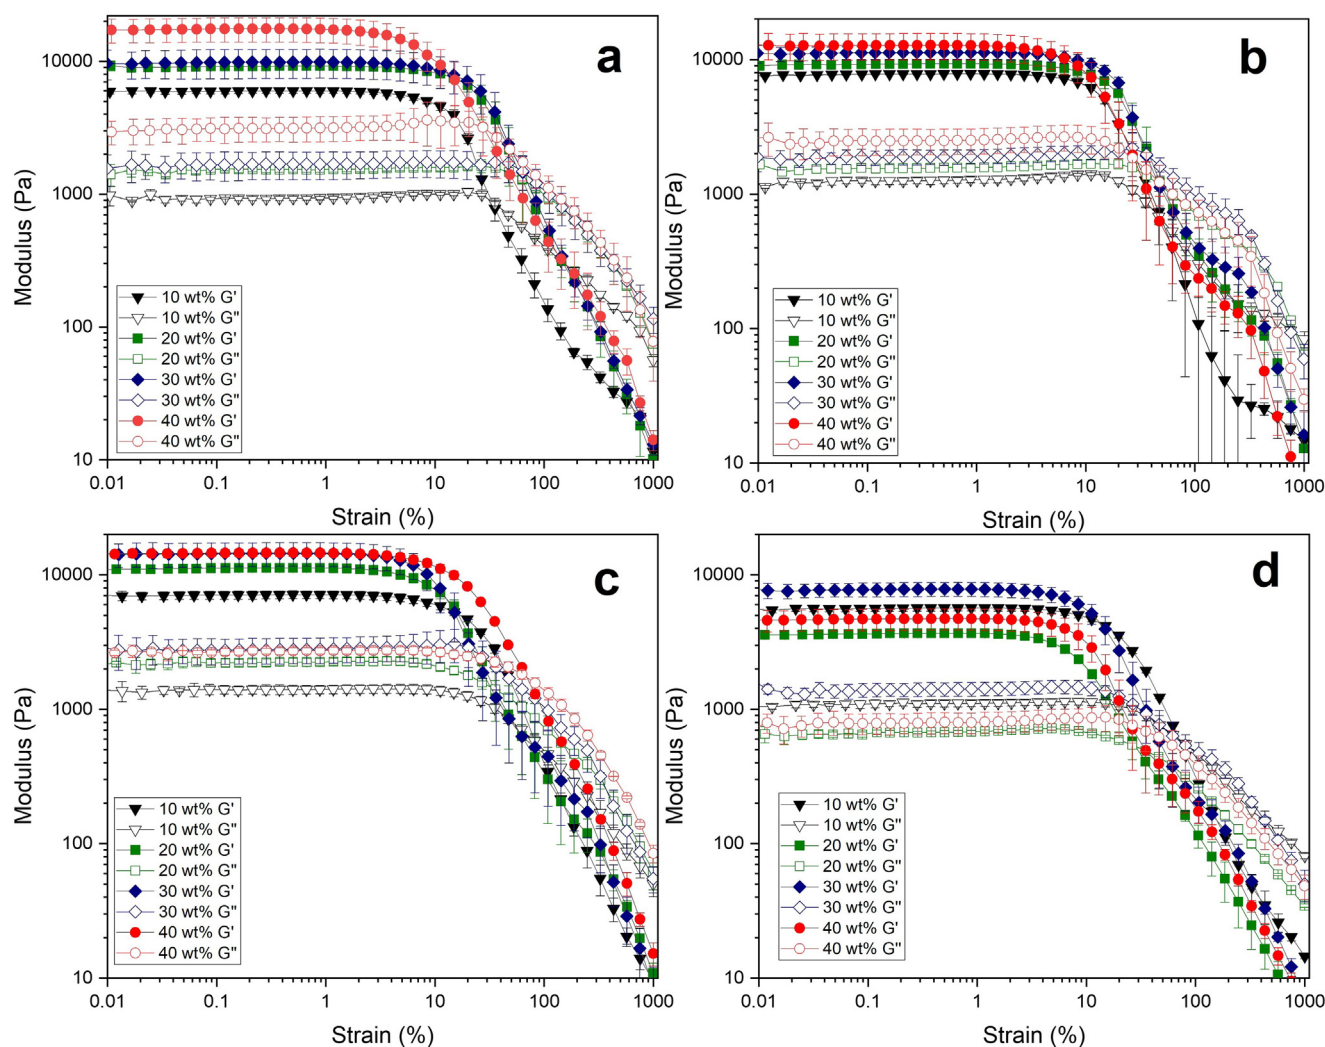 a
10000
1000
100
10
Modulus (Pa)
10 wt% G'
10 wt% G"
20 wt% G'
20 wt% G"
30 wt% G'
30 wt% G"
40 wt% G'
40 wt% G"
0.01 0.1 1 10 100 1000
Strain (%)
b
10000
1000
100
10
Modulus (Pa)
10 wt% G'
10 wt% G"
20 wt% G'
20 wt% G"
30 wt% G'
30 wt% G"
40 wt% G'
40 wt% G"
0.01 0.1 1 10 100 1000
Strain (%)
c
10000
1000
100
10
Modulus (Pa)
10 wt% G'
10 wt% G"
20 wt% G'
20 wt% G"
30 wt% G'
30 wt% G"
40 wt% G'
40 wt% G"
0.01 0.1 1 10 100 1000
Strain (%)
d
10000
1000
100
10
Modulus (Pa)
10 wt% G'
10 wt% G"
20 wt% G'
20 wt% G"
30 wt% G'
30 wt% G"
40 wt% G'
40 wt% G"
0.01 0.1 1 10 100 1000
Strain (%)